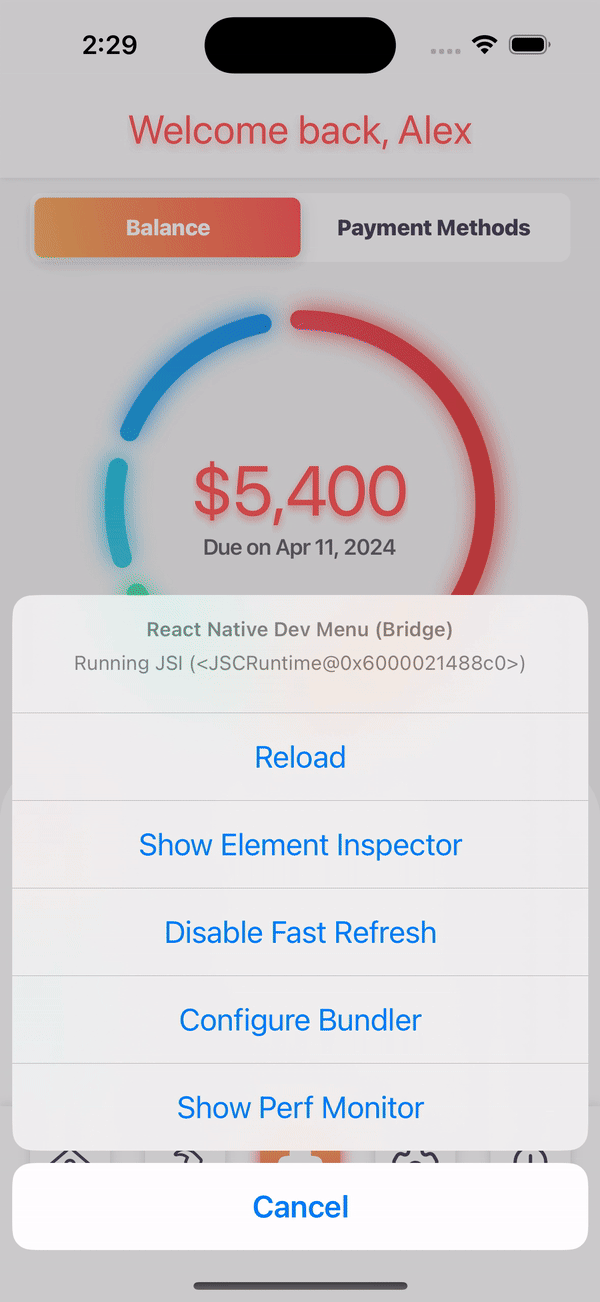 2:29
Welcome back, Alex
Balance
Payment Methods
$5,400
Due on Apr 11, 2024
React Native Dev Menu (Bridge)
Running JSI (<JSCRuntime@0x6000021488c0>)
Reload
Show Element Inspector
Disable Fast Refresh
Configure Bundler
Show Perf Monitor
Cancel